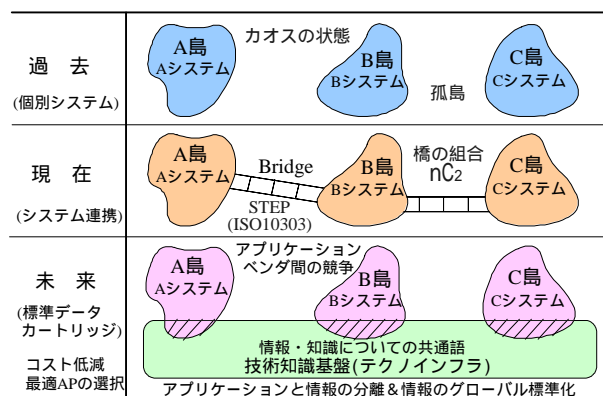 過 去
(個別システム)
カオスの状態
A島
Aシステム
B島
Bシステム
C島
Cシステム
孤島
現 在
(システム連携)
A島
Aシステム
Bridge
STEP
(ISO10303)
B島
Bシステム
橋の組合
nC2
C島
Cシステム
未 来
(標準データ
カートリッジ)
コスト低減
最適APの選択
A島
Aシステム
アプリケーション
ベンダ間の競争
B島
Bシステム
C島
Cシステム
情報・知識についての共通語
技術知識基盤(テクノインフラ)
アプリケーションと情報の分離&情報のグローバル標準化